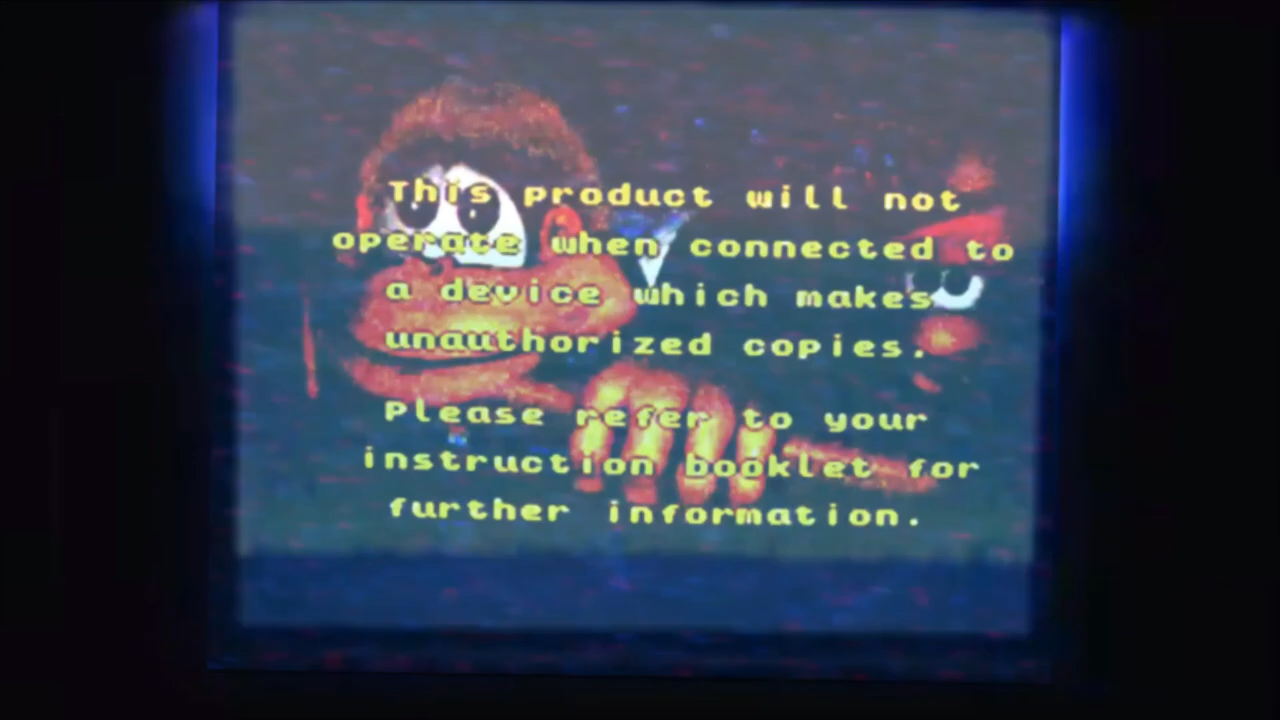 This product will not
operate when connected to
a device which makes
unauthorized copies.
Please refer to your
instruction booklet for
further information.